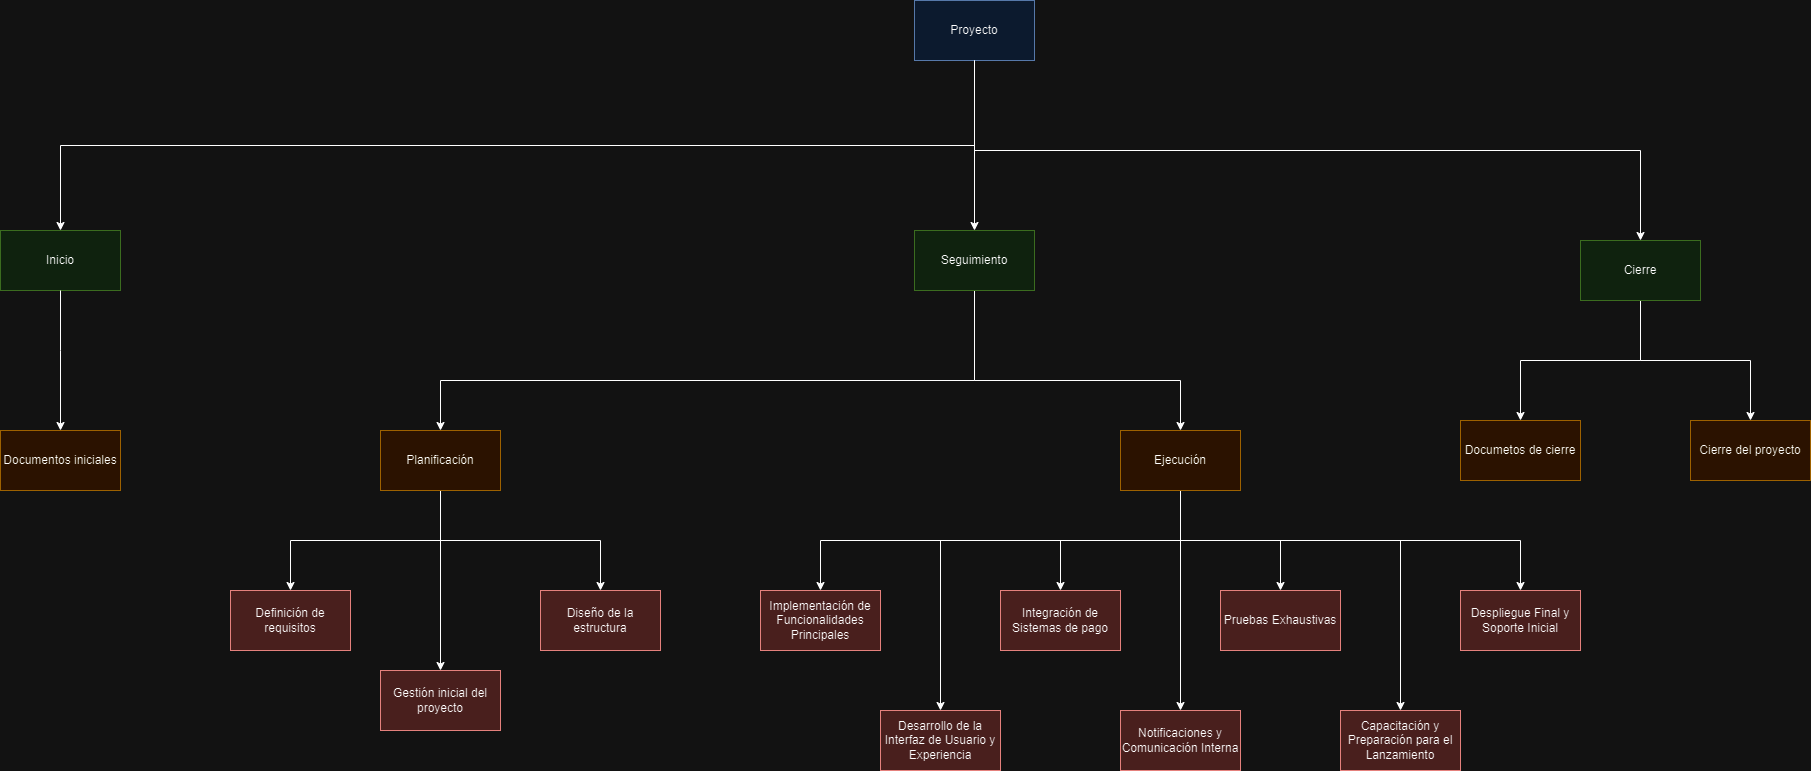 Proyecto
Inicio
Seguimiento
Cierre
Documentos iniciales
Planificación
Ejecución
Documetos de cierre
Cierre del proyecto
Definición de
requisitos
Diseño de la
estructura
Implementación de
Funcionalidades
Principales
Integración de
Sistemas de pago
Pruebas Exhaustivas
Despliegue Final y
Soporte Inicial
Gestión inicial del
proyecto
Desarrollo de la
Interfaz de Usuario y
Experiencia
Notificaciones y
Comunicación Interna
Capacitación y
Preparación para el
Lanzamiento